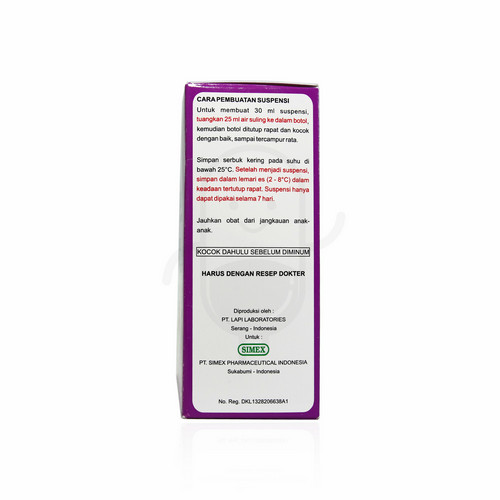 CARA PEMBUATAN SUSPENSI
Untuk membuat 30 ml suspensi,
tuangkan 25 ml air suling ke dalam botol,
kemudian botol ditutup rapat dan kocok
dengan baik, sampai tercampur rata.
Simpan serbuk kering pada suhu di
bawah 25°C. Setelah menjadi suspensi,
simpan dalam lemari es (2 - 8°C) dalam
keadaan tertutup rapat. Suspensi hanya
dapat dipakai selama 7 hari.
Jauhkan obat dari jangkauan anak-
anak.
KOCOK DAHULU SEBELUM DIMINUM
HARUS DENGAN RESEP DOKTER
Diproduksi oleh :
PT. LAPI LABORATORIES
Serang - Indonesia
Untuk :
SIMEX
PT. SIMEX PHARMACEUTICAL INDONESIA
Sukabumi - Indonesia
No. Reg. DKL1328206638A1